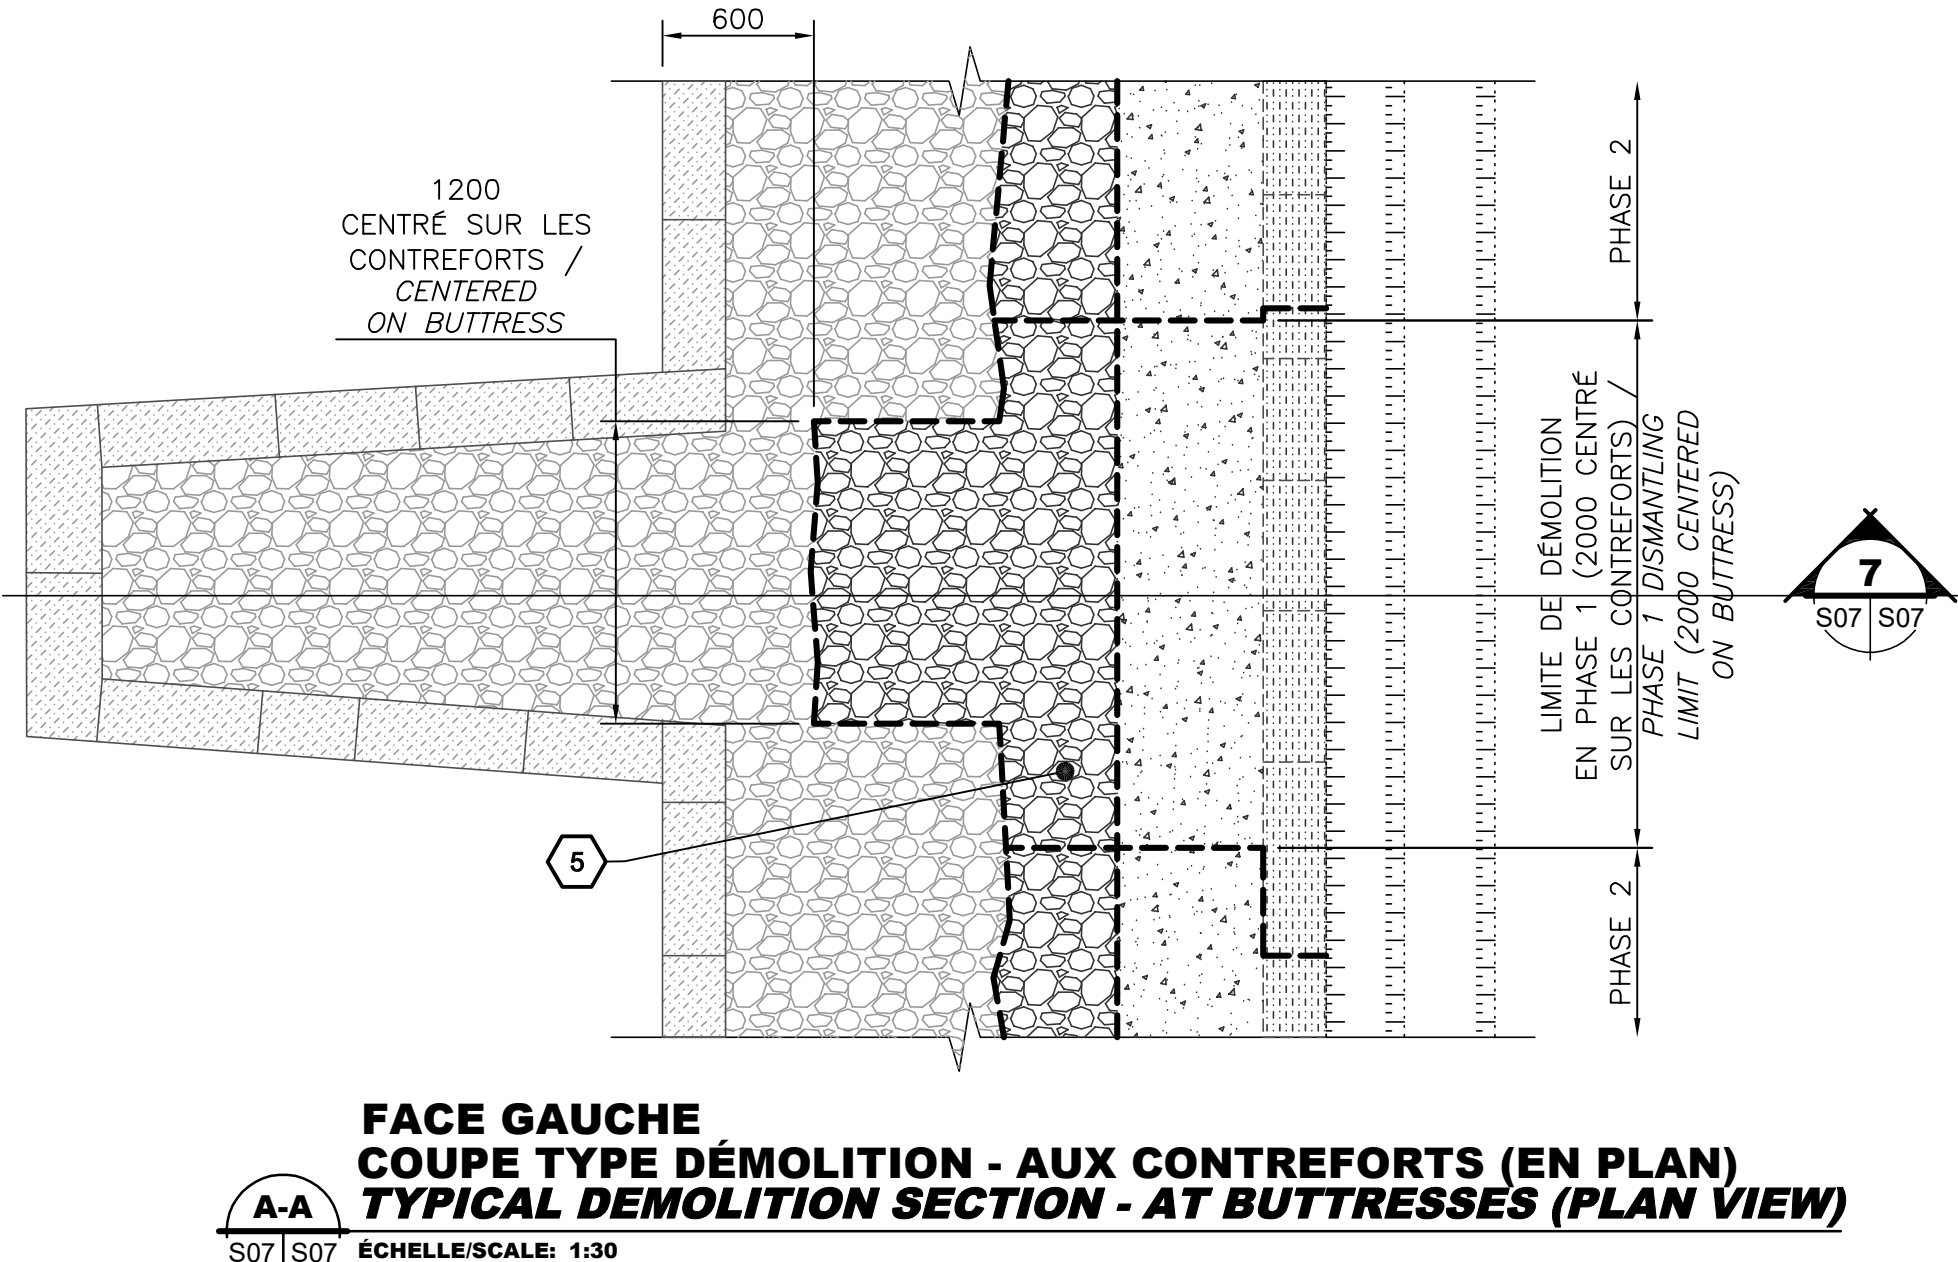 600
1200
CENTRÉ SUR LES
CONTREFORTS /
CENTERED
ON BUTTRESS
PHASE 2
LIMITE DE DÉMOLITION
EN PHASE 1 (2000 CENTRÉ
SUR LES CONTREFORTS) /
PHASE 1 DISMANTLING
LIMIT (2000 CENTERED
ON BUTTRESS)
7
S07 S07
5
PHASE 2
FACE GAUCHE
COUPE TYPE DÉMOLITION - AUX CONTREFORTS (EN PLAN)
TYPICAL DEMOLITION SECTION - AT BUTTRESSES (PLAN VIEW)
A-A
S07 S07
ÉCHELLE/SCALE: 1:30